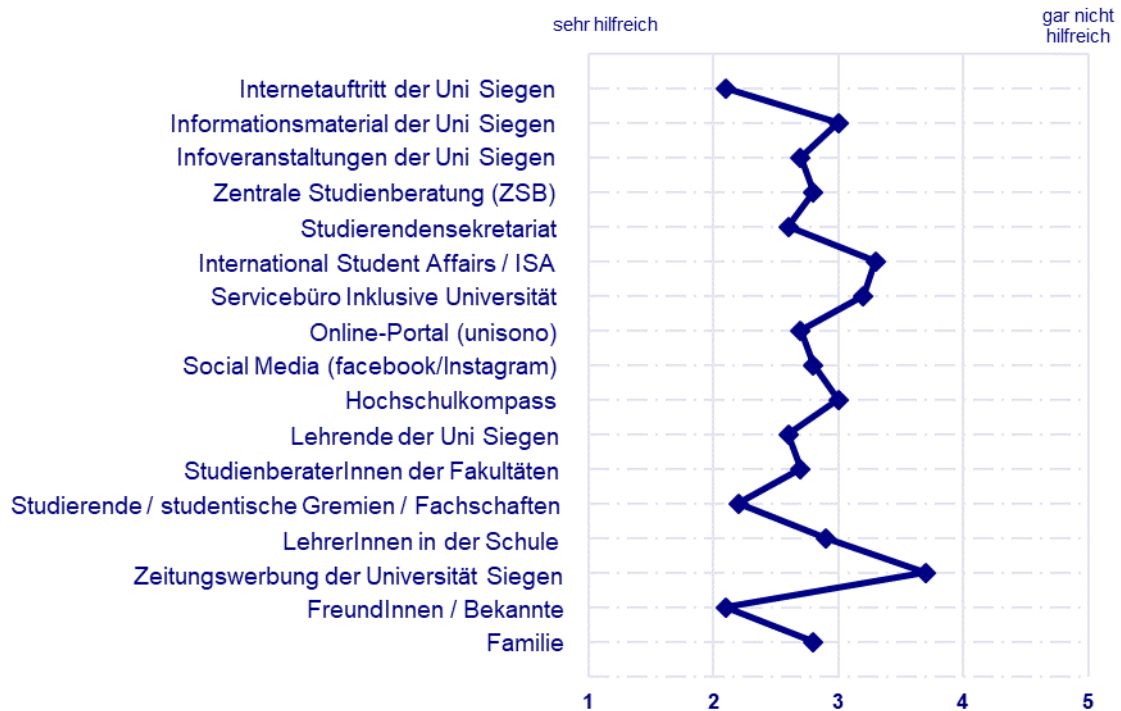 sehr hilfreich
gar nicht
hilfreich
Internetauftritt der Uni Siegen
Informationsmaterial der Uni Siegen
Infoveranstaltungen der Uni Siegen
Zentrale Studienberatung (ZSB)
Studierendensekretariat
International Student Affairs / ISA
Servicebüro Inklusive Universität
Online-Portal (unisono)
Social Media (facebook/Instagram)
Hochschulkompass
Lehrende der Uni Siegen
StudienberaterInnen der Fakultäten
Studierende / studentische Gremien / Fachschaften
LehrerInnen in der Schule
Zeitungswerbung der Universität Siegen
FreundInnen / Bekannte
Familie
1 2 3 4 5